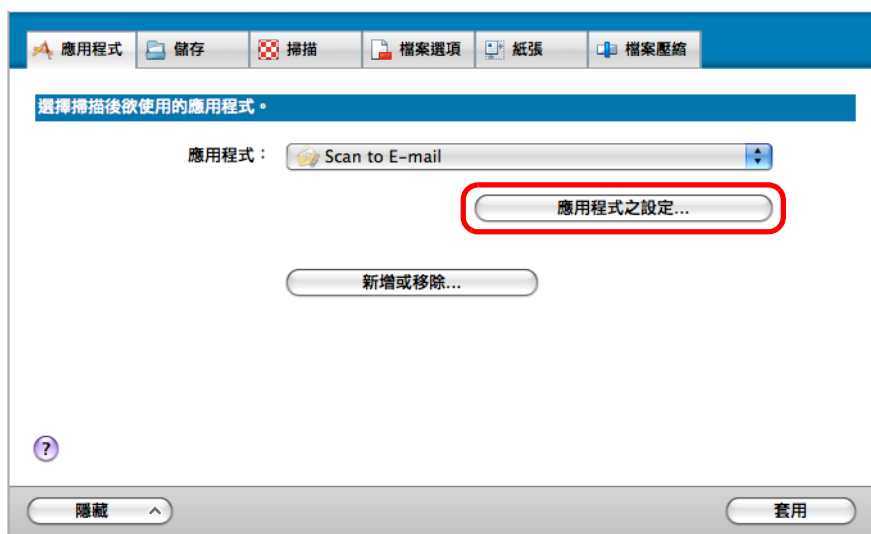 應用程式 儲存 掃描 檔案選項 紙張 檔案壓縮
選擇掃描後欲使用的應用程式。
應用程式： Scan to E-mail
應用程式之設定...
新增或移除...
?
隱藏 套用